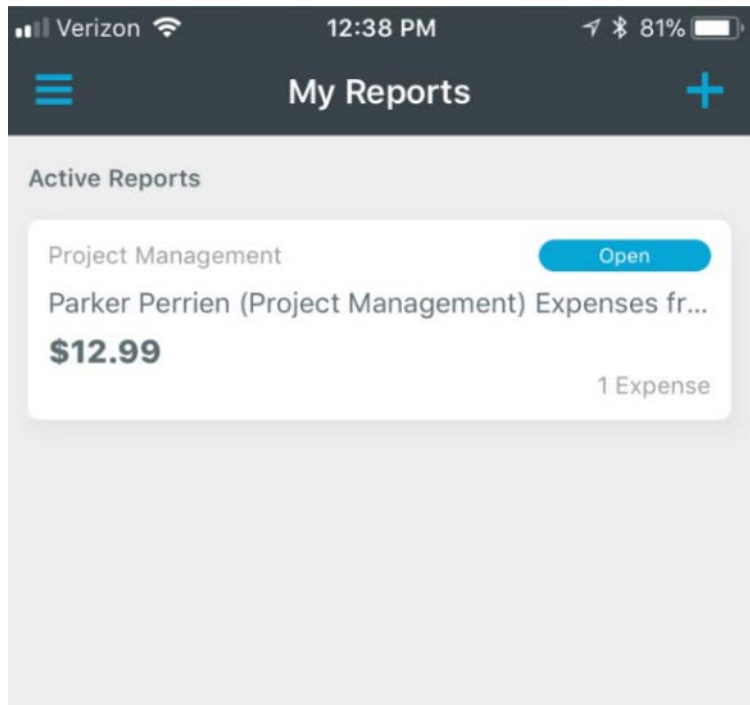 Verizon 12:38 PM 81%
My Reports
Active Reports
Project Management Open
Parker Perrien (Project Management) Expenses fr...
$12.99
1 Expense